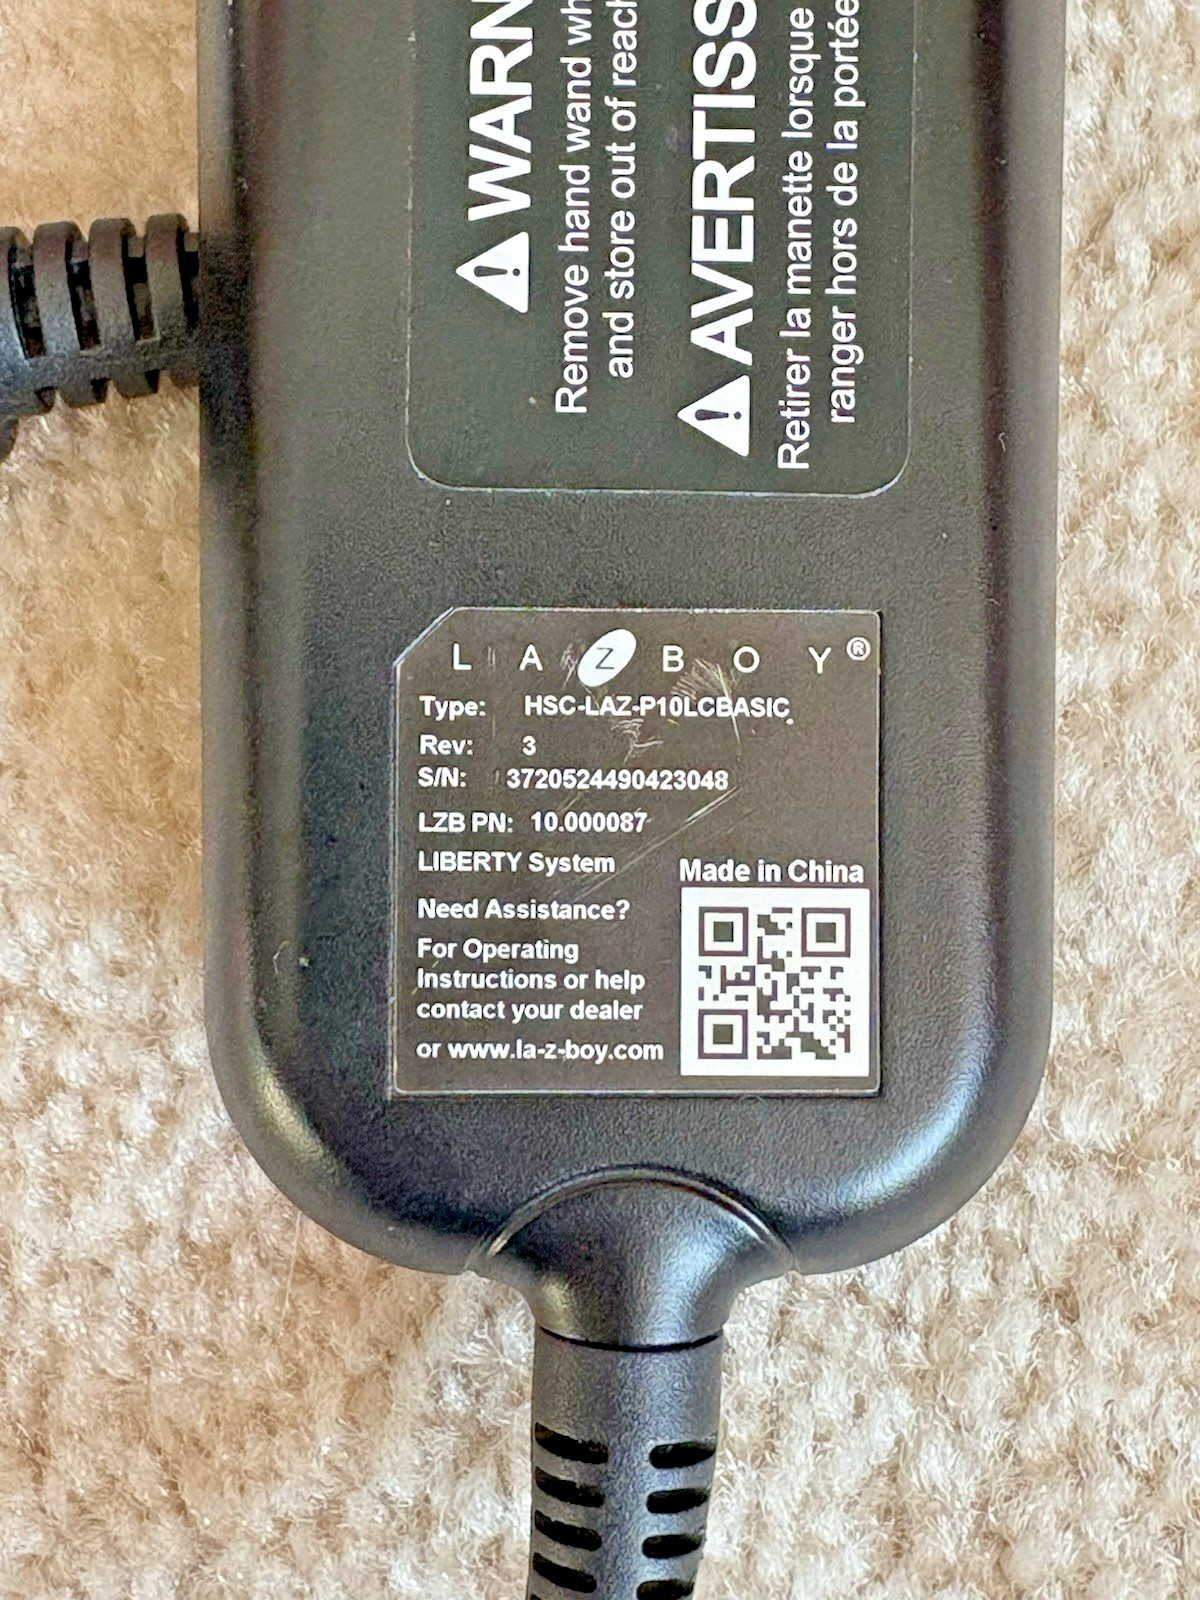 WARN
Remove hand wand wh
and store out of reach
AVERTISS
Retirer la manette lorsque
ranger hors de la portée
LAZBOY®
Type: HSC-LAZ-P10LCBASIC
Rev: 3
S/N: 3720524490423048
LZB PN: 10.000087
LIBERTY System
Made in China
Need Assistance?
For Operating
Instructions or help
contact your dealer
or www.la-z-boy.com